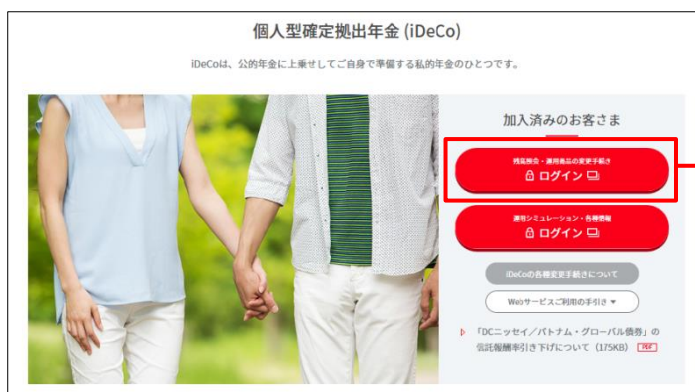 個人型確定拠出年金 (iDeCo)
iDeCoは、公的年金に上乗せしてご自身で準備する私的年金のひとつです。
加入済みのお客さま
残高検会・運用商品の変更手続き
ログイン
運用シミュレーション・各種情報
ログイン
iDeCoの各種変更手続きについて
Webサービスご利用の手引き ▼
「DCニッセイ／パトナム・グローバル債券」の
信託報酬率引き下げについて（175KB） PDF